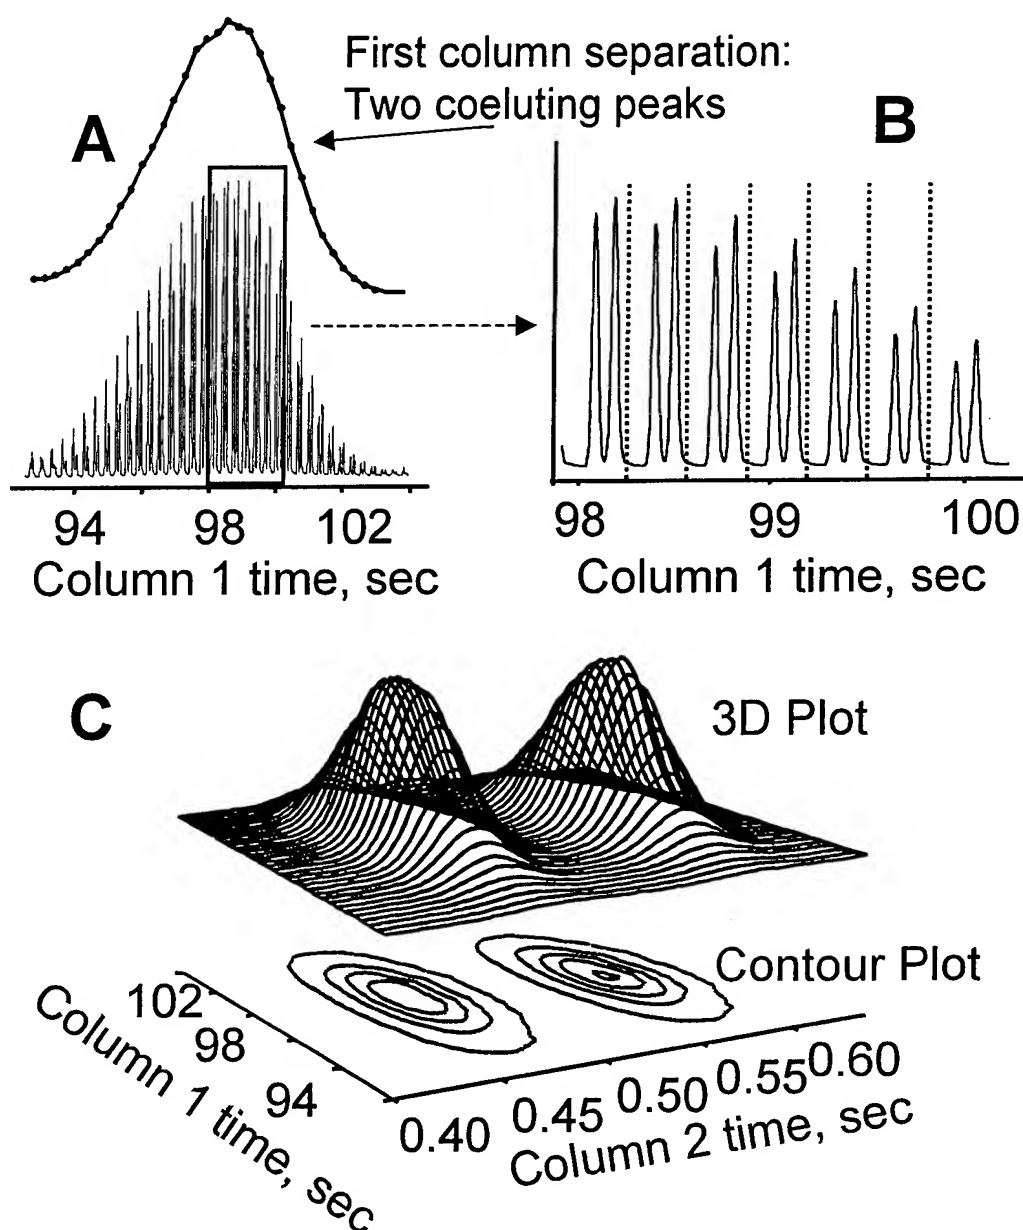 First column separation:
Two coeluting peaks
A
B
94 98 102
Column 1 time, sec
98 99 100
Column 1 time, sec
C
3D Plot
Contour Plot
102
98
94
Column 1 time, sec
0.40 0.45 0.50 0.55 0.60
Column 2 time, sec